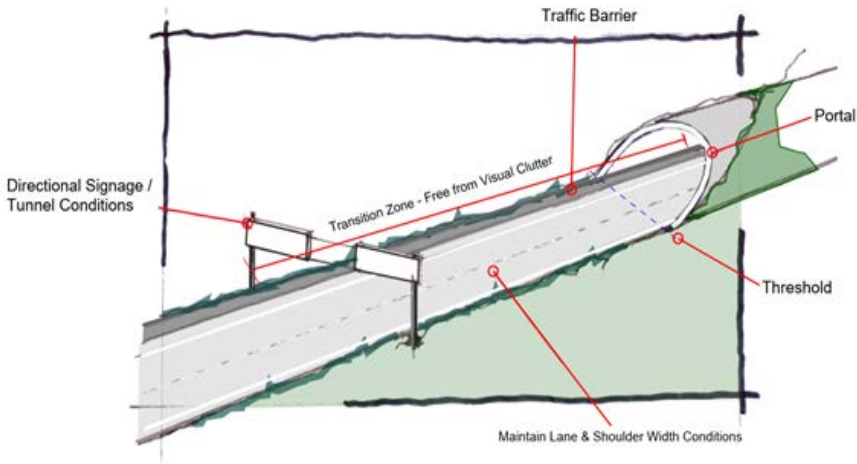 Traffic Barrier
Portal
Transition Zone - Free from Visual Clutter
Directional Signage /
Tunnel Conditions
Threshold
Maintain Lane & Shoulder Width Conditions